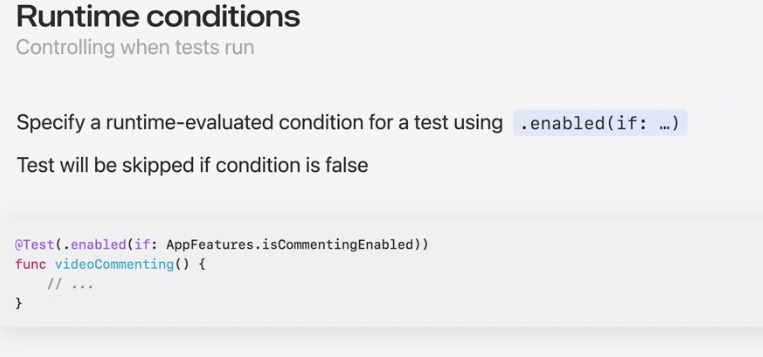 Runtime conditions
Controlling when tests run
Specify a runtime-evaluated condition for a test using .enabled(if: …)
Test will be skipped if condition is false
@Test(.enabled(if: AppFeatures.isCommentingEnabled))
func videoCommenting() {
    // ...
}